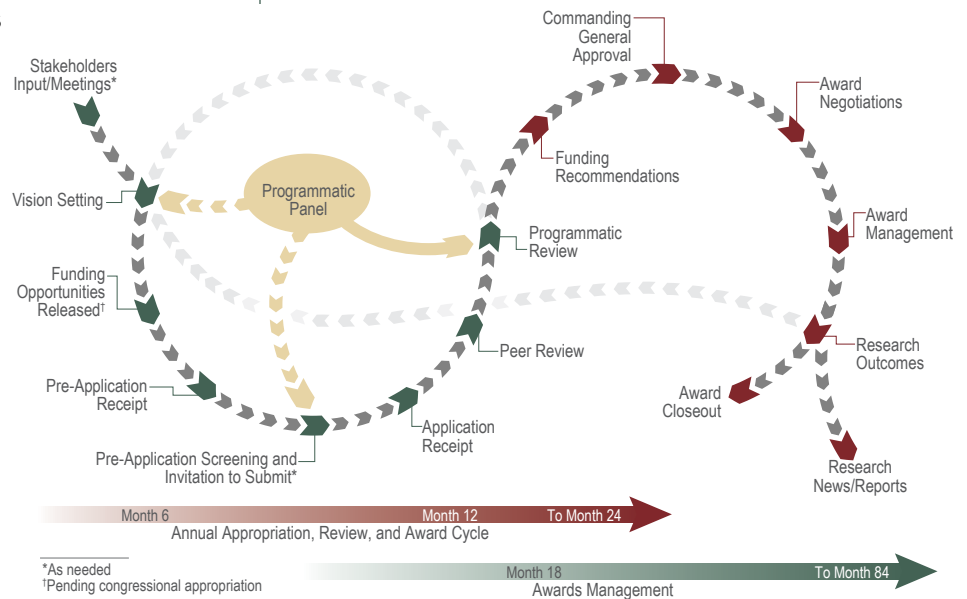 Commanding
General
Approval
Stakeholders
Input/Meetings*
Award
Negotiations
Funding
Recommendations
Programmatic
Panel
Vision Setting
Award
Management
Programmatic
Review
Funding
Opportunities
Released†
Peer Review
Research
Outcomes
Pre-Application
Receipt
Award
Closeout
Application
Receipt
Pre-Application Screening and
Invitation to Submit*
Research
News/Reports
Month 6
Month 12
To Month 24
Annual Appropriation, Review, and Award Cycle
*As needed
†Pending congressional appropriation
Month 18
To Month 84
Awards Management